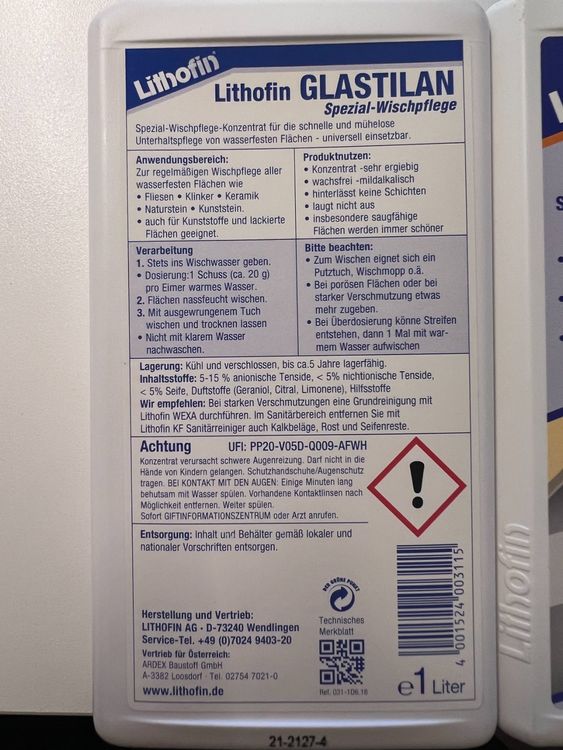 Lithofin
Lithofin GLASTILAN
Spezial-Wischpflege
Spezial-Wischpflege-Konzentrat für die schnelle und mühelose
Unterhaltspflege von wasserfesten Flächen - universell einsetzbar.
Anwendungsbereich:
Zur regelmäßigen Wischpflege aller
wasserfesten Flächen wie
• Fliesen • Klinker • Keramik
• Naturstein • Kunststein.
• auch für Kunststoffe und lackierte
Flächen geeignet.
Produktnutzen:
• Konzentrat -sehr ergiebig
• wachsfrei -mildalkalisch
• hinterlässt keine Schichten
• laugt nicht aus
• insbesondere saugfähige
Flächen werden immer schöner
Verarbeitung
1. Stets ins Wischwasser geben.
• Dosierung:1 Schuss (ca. 20 g)
pro Eimer warmes Wasser.
2. Flächen nassfeucht wischen.
3. Mit ausgewrungenem Tuch
wischen und trocknen lassen
• Nicht mit klarem Wasser
nachwaschen.
Bitte beachten:
• Zum Wischen eignet sich ein
Putztuch, Wischmopp o.ä.
• Bei porösen Flächen oder bei
starker Verschmutzung etwas
mehr zugeben.
• Bei Überdosierung könne Streifen
entstehen, dann 1 Mal mit war-
mem Wasser aufwischen
Lagerung: Kühl und verschlossen, bis ca.5 Jahre lagerfähig.
Inhaltsstoffe: 5-15 % anionische Tenside, < 5% nichtionische Tenside,
< 5% Seife, Duftstoffe (Geraniol, Citral, Limonene), Hilfsstoffe
Wir empfehlen: Bei starken Verschmutzungen eine Grundreinigung mit
Lithofin WEXA durchführen. Im Sanitärbereich entfernen Sie mit
Lithofin KF Sanitärreiniger auch Kalkbeläge, Rost und Seifenreste.
Achtung UFI: PP20-V05D-Q009-AFWH
Konzentrat verursacht schwere Augenreizung. Darf nicht in die
Hände von Kindern gelangen. Schutzhandschuhe/Augenschutz
tragen. BEI KONTAKT MIT DEN AUGEN: Einige Minuten lang
behutsam mit Wasser spülen. Vorhandene Kontaktlinsen nach
Möglichkeit entfernen. Weiter spülen.
Sofort GIFTINFORMATIONSZENTRUM oder Arzt anrufen.
Entsorgung: Inhalt und Behälter gemäß lokaler und
nationaler Vorschriften entsorgen.
DER GRÜNE PUNKT
Technisches
Merkblatt
Ref. 031-106.18
Herstellung und Vertrieb:
LITHOFIN AG · D-73240 Wendlingen
Service-Tel. +49 (0)7024 9403-20
Vertrieb für Österreich:
ARDEX Baustoff GmbH
A-3382 Loosdorf · Tel. 02754 7021-0
www.lithofin.de
4 001524 003115
e 1 Liter
21-2127-4
Lithofin